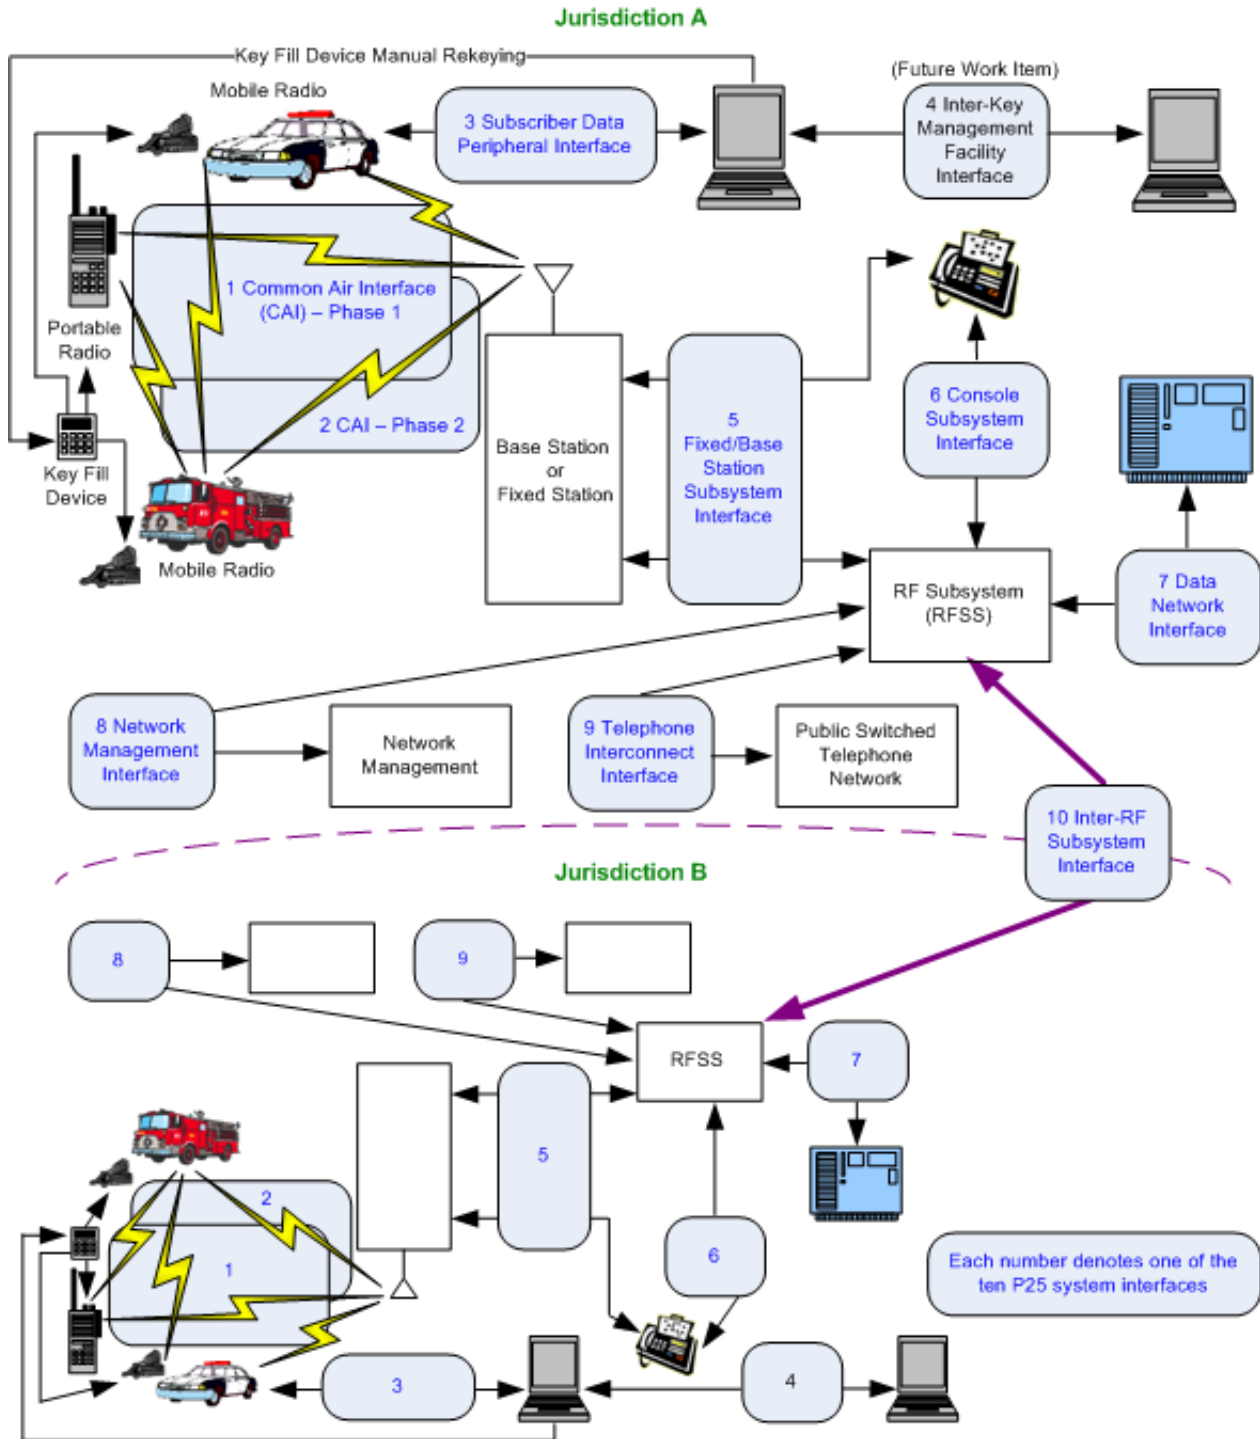 Jurisdiction A
Key Fill Device Manual Rekeying
(Future Work Item)
Mobile Radio
3 Subscriber Data
Peripheral Interface
4 Inter-Key
Management
Facility
Interface
1 Common Air Interface
(CAI) – Phase 1
Portable
Radio
2 CAI – Phase 2
Key Fill
Device
Mobile Radio
Base Station
or
Fixed Station
5
Fixed/Base
Station
Subsystem
Interface
6 Console
Subsystem
Interface
RF Subsystem
(RFSS)
7 Data
Network
Interface
8 Network
Management
Interface
Network
Management
9 Telephone
Interconnect
Interface
Public Switched
Telephone
Network
10 Inter-RF
Subsystem
Interface
Jurisdiction B
8
9
RFSS
7
5
2
1
6
Each number denotes one of the
ten P25 system interfaces
3
4